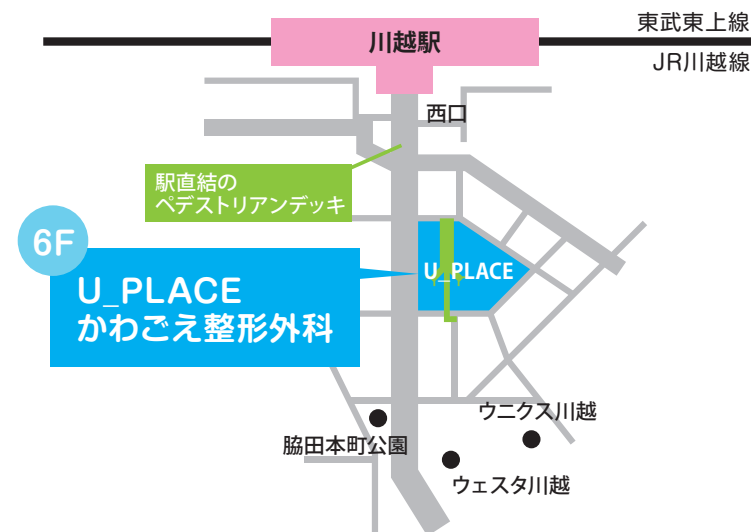 東武東上線
川越駅
JR川越線
西口
駅直結の
ペデストリアンデッキ
6F
U_PLACE
U_PLACE
かわごえ整形外科
ウニクス川越
脇田本町公園
ウェスタ川越